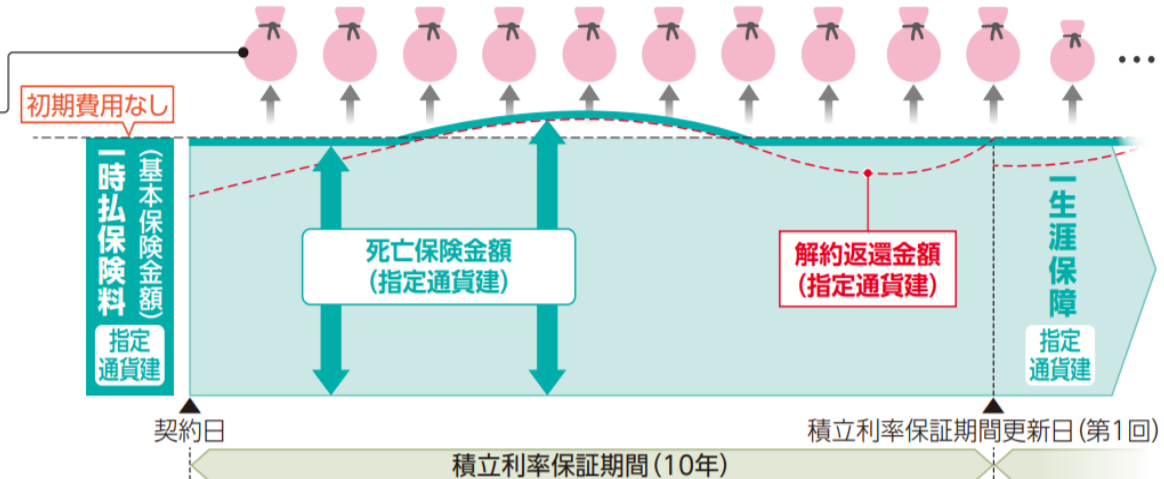 初期費用なし
一時払保険料
(基本保険金額)
指定
通貨建
死亡保険金額
(指定通貨建)
解約返還金額
(指定通貨建)
一生涯保障
指定
通貨建
…
契約日
積立利率保証期間更新日(第1回)
積立利率保証期間(10年)